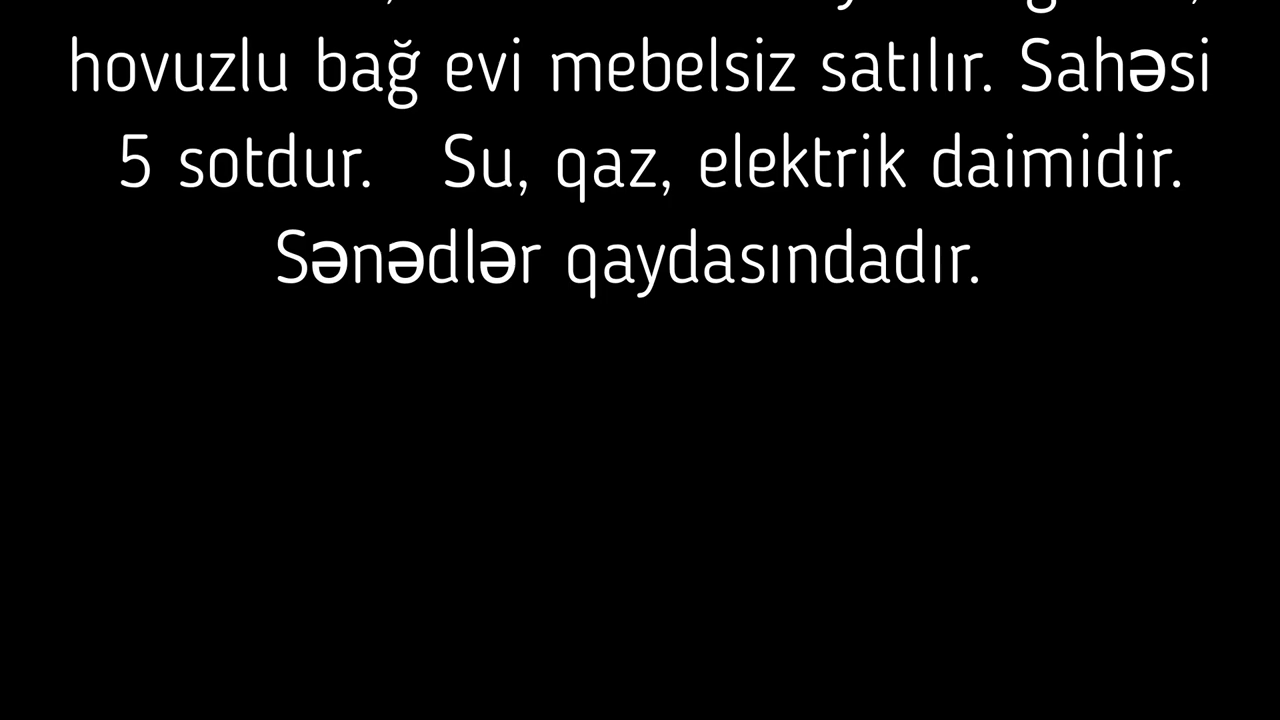 hovuzlu bağ evi mebelsiz satılır. Sahəsi
5 sotdur. Su, qaz, elektrik daimidir.
Sənədlər qaydasındadır.